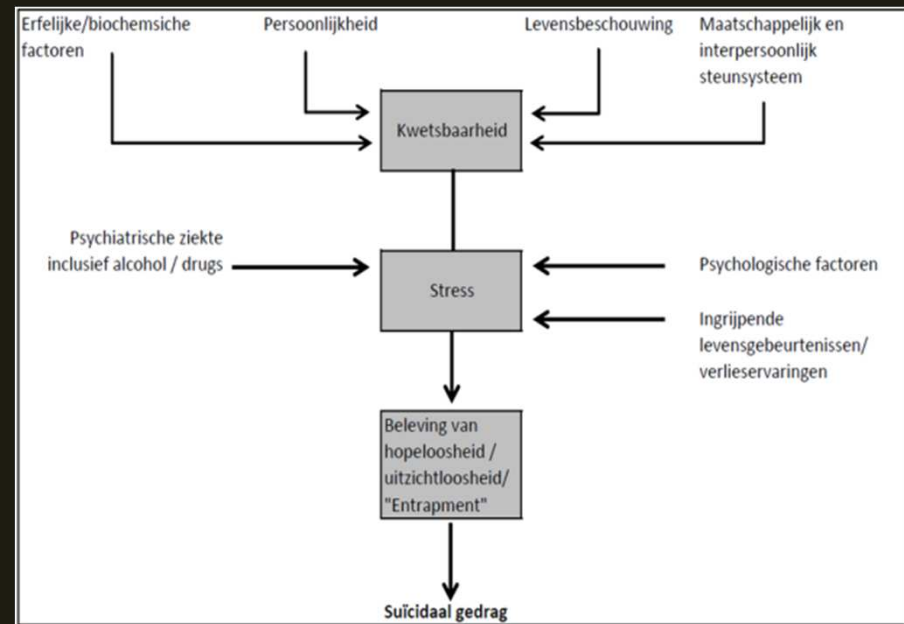 Erfelijke/biochemsiche
factoren
Persoonlijkheid
Levensbeschouwing
Maatschappelijk en
interpersoonlijk
steunsysteem
Kwetsbaarheid
Psychiatrische ziekte
inclusief alcohol / drugs
Stress
Psychologische factoren
Ingrijpende
levensgebeurtenissen/
verlieservaringen
Beleving van
hopeloosheid /
uitzichtloosheid/
"Entrapment"
Suïcidaal gedrag